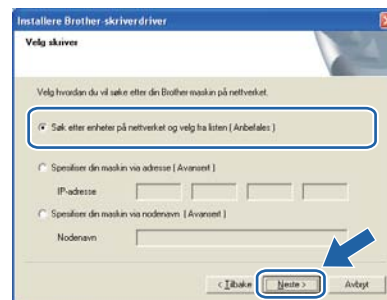 Installere Brother-skriverdriver
Velg skriver
Velg hvordan du vil søke etter din Brother maskin på nettverket.
Søk etter enheter på nettverket og velg fra listen ( Anbefales )
Spesifiser din maskin via adresse ( Avansert )
IP-adresse
Spesifiser din maskin via nodenavn ( Avansert )
Nodenavn
< Tilbake Neste > Avbryt